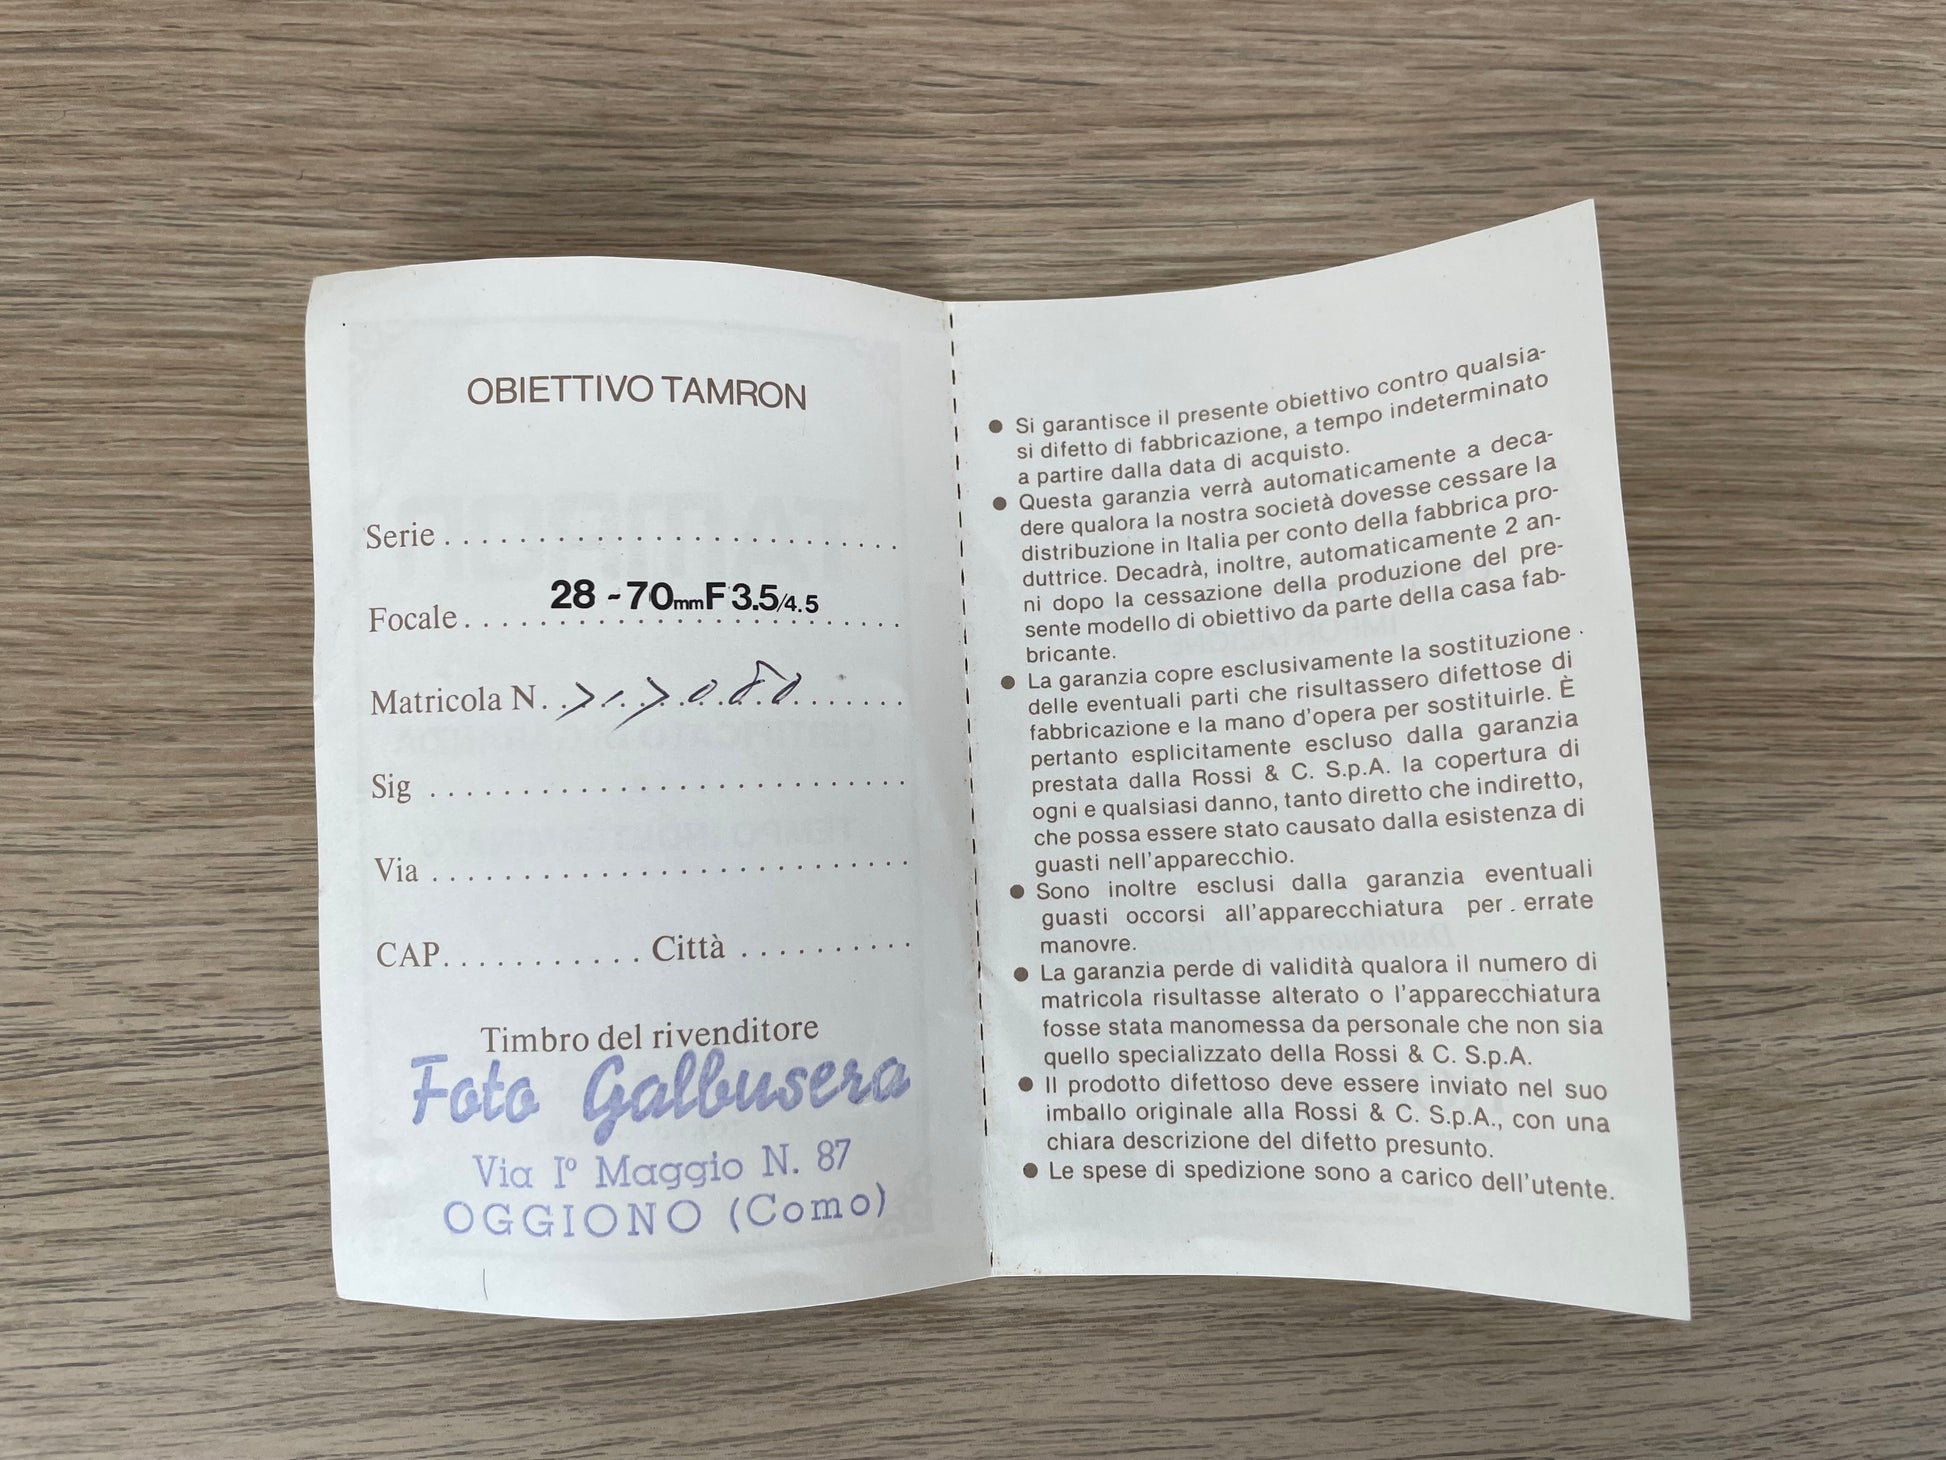 OBIETTIVO TAMRON
Serie . . . . . . . . . . . . . . . . . . . . . . . . .
Focale . . . . 28 - 70mm F 3.5/4.5 . . . .
Matricola N. . . . . . . . . . . . . . . . . . . .
Sig . . . . . . . . . . . . . . . . . . . . . . . . . .
Via . . . . . . . . . . . . . . . . . . . . . . . . . .
CAP. . . . . . . . . . . . Città . . . . . . . . . .
Timbro del rivenditore
Foto Galbusera
Via I° Maggio N. 87
OGGIONO (Como)
● Si garantisce il presente obiettivo contro qualsia-
si difetto di fabbricazione, a tempo indeterminato
a partire dalla data di acquisto.
● Questa garanzia verrà automaticamente a deca-
dere qualora la nostra società dovesse cessare la
distribuzione in Italia per conto della fabbrica pro-
duttrice. Decadrà, inoltre, automaticamente 2 an-
ni dopo la cessazione della produzione del pre-
sente modello di obiettivo da parte della casa fab-
bricante.
● La garanzia copre esclusivamente la sostituzione
delle eventuali parti che risultassero difettose di
fabbricazione e la mano d'opera per sostituirle. È
pertanto esplicitamente escluso dalla garanzia
prestata dalla Rossi & C. S.p.A. la copertura di
ogni e qualsiasi danno, tanto diretto che indiretto,
che possa essere stato causato dalla esistenza di
guasti nell'apparecchio.
● Sono inoltre esclusi dalla garanzia eventuali
guasti occorsi all'apparecchiatura per errate
manovre.
● La garanzia perde di validità qualora il numero di
matricola risultasse alterato o l'apparecchiatura
fosse stata manomessa da personale che non sia
quello specializzato della Rossi & C. S.p.A.
● Il prodotto difettoso deve essere inviato nel suo
imballo originale alla Rossi & C. S.p.A., con una
chiara descrizione del difetto presunto.
● Le spese di spedizione sono a carico dell'utente.